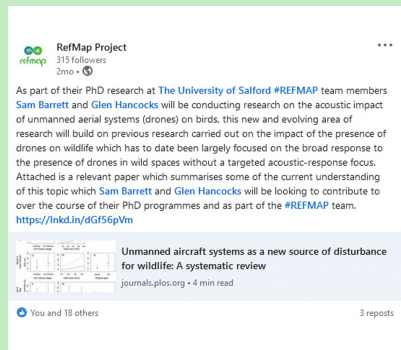 RefMap Project
315 followers
2mo •
refmap
As part of their PhD research at The University of Salford #REFMAP team members
Sam Barrett and Glen Hancocks will be conducting research on the acoustic impact
of unmanned aerial systems (drones) on birds, this new and evolving area of
research will build on previous research carried out on the impact of the presence of
drones on wildlife which has to date been largely focused on the broad response to
the presence of drones in wild spaces without a targeted acoustic-response focus.
Attached is a relevant paper which summarises some of the current understanding
of this topic which Sam Barrett and Glen Hancocks will be looking to contribute to
over the course of their PhD programmes and as part of the #REFMAP team.
https://lnkd.in/dGf56pVm
Unmanned aircraft systems as a new source of disturbance
for wildlife: A systematic review
journals.plos.org • 4 min read
You and 18 others
3 reposts